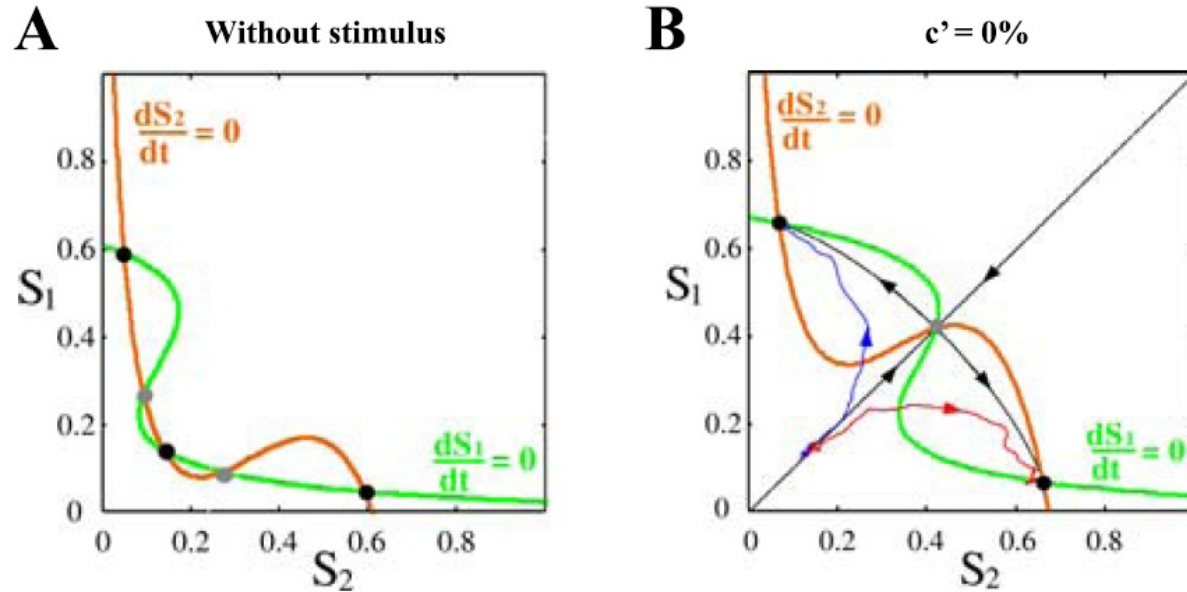 A
Without stimulus
dS₂/dt = 0
0.8
0.6
S₁
0.4
0.2
dS₁/dt = 0
0
0 0.2 0.4 0.6 0.8
S₂
B
c' = 0%
dS₂/dt = 0
0.8
0.6
S₁
0.4
0.2
dS₁/dt = 0
0
0 0.2 0.4 0.6 0.8
S₂